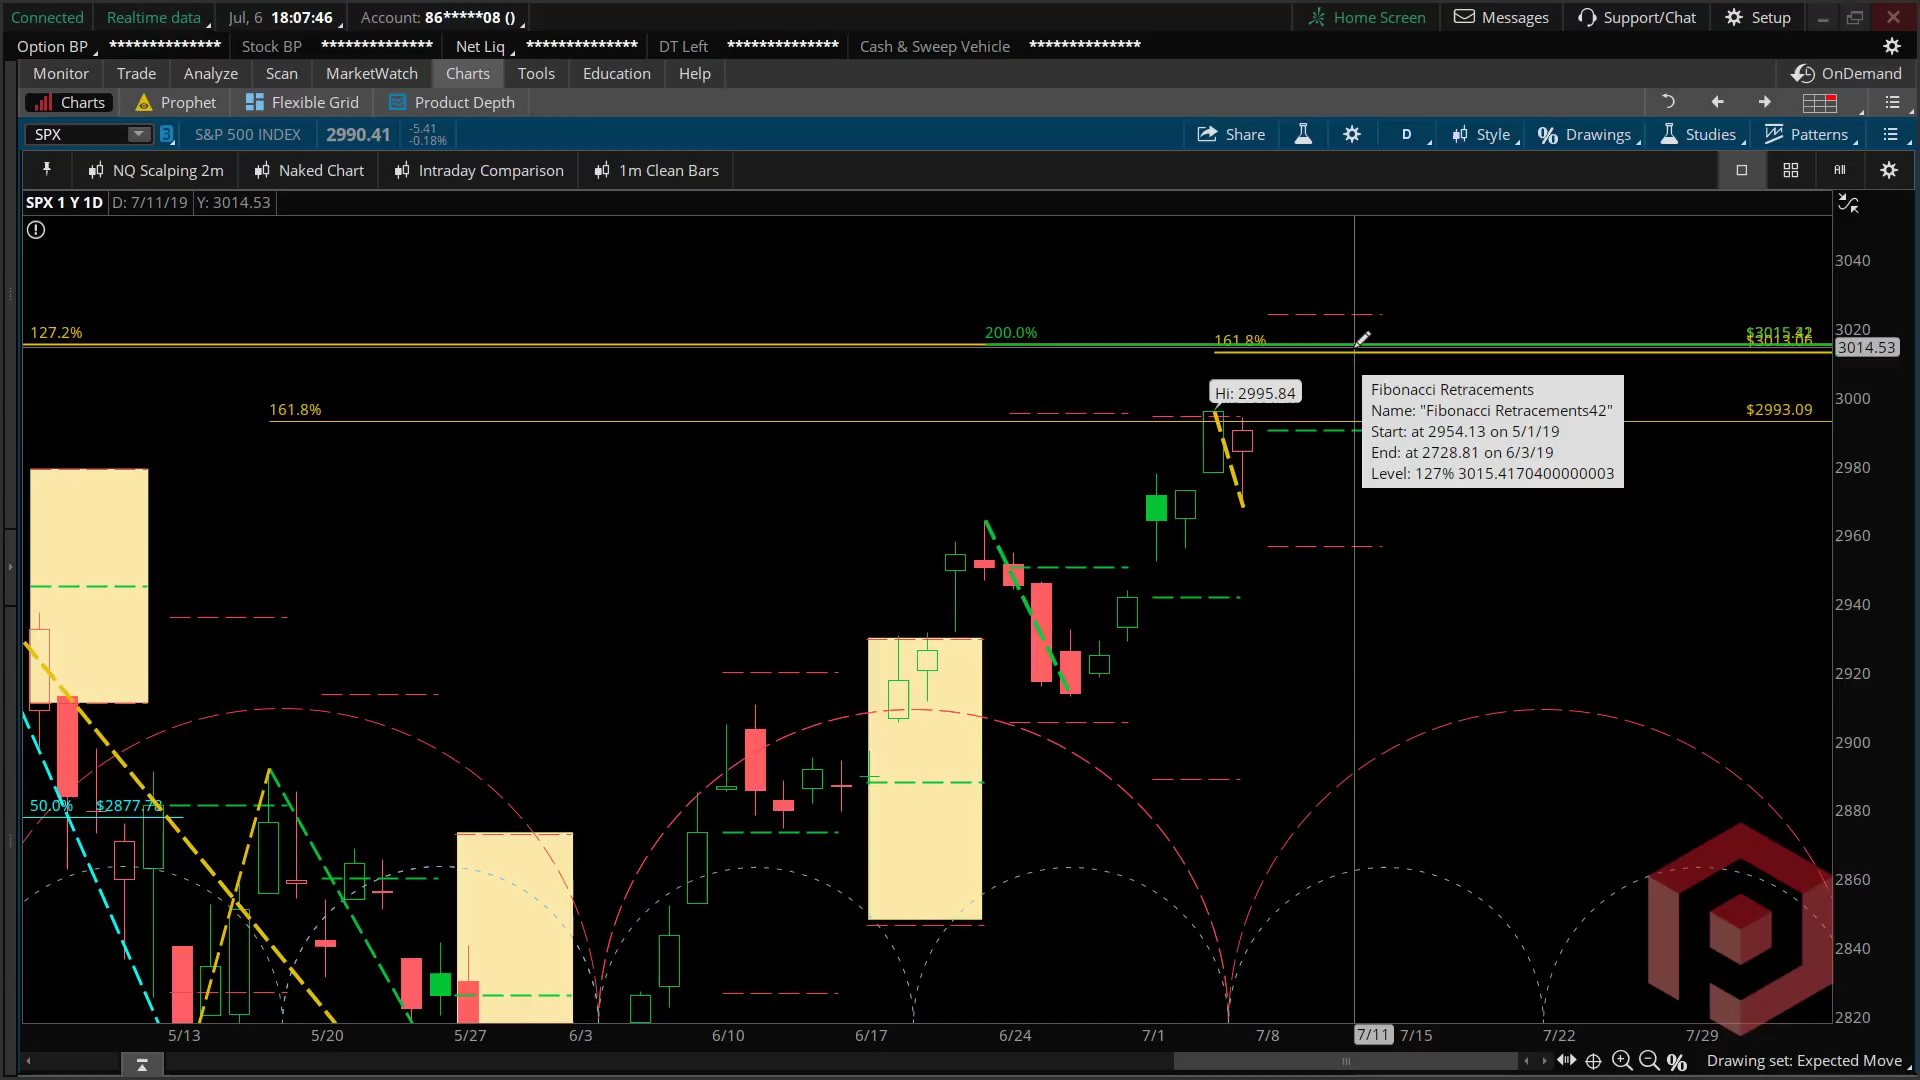 Connected Realtime data Jul, 6 18:07:46 Account: 86*****08 () Home Screen Messages Support/Chat Setup
Option BP ************** Stock BP ************** Net Liq ************** DT Left ************** Cash & Sweep Vehicle **************
Monitor Trade Analyze Scan MarketWatch Charts Tools Education Help OnDemand
Charts Prophet Flexible Grid Product Depth
SPX 3 S&P 500 INDEX 2990.41 -5.41 -0.18% Share D Style % Drawings Studies Patterns
NQ Scalping 2m Naked Chart Intraday Comparison 1m Clean Bars All
SPX 1 Y 1D D: 7/11/19 Y: 3014.53
3040
127.2% 200.0% 161.8% $3015.42 $3013.06 3020
3014.53
Hi: 2995.84
161.8% $2993.09 3000
Fibonacci Retracements
Name: "Fibonacci Retracements42"
Start: at 2954.13 on 5/1/19
End: at 2728.81 on 6/3/19
Level: 127% 3015.4170400000003
2980
2960
2940
2920
2900
50.0% $2877.78 2880
2860
2840
2820
5/13 5/20 5/27 6/3 6/10 6/17 6/24 7/1 7/8 7/11 7/15 7/22 7/29
% Drawing set: Expected Move